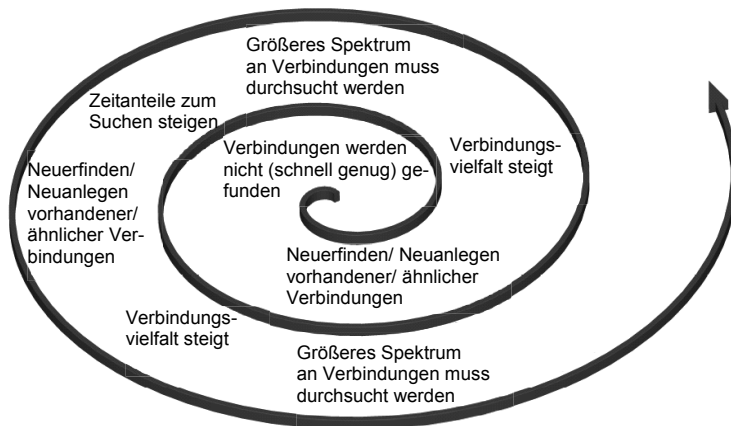 Größeres Spektrum
an Verbindungen muss
durchsucht werden
Zeitanteile zum
Suchen steigen
Verbindungen werden
nicht (schnell genug) ge-
funden
Verbindungs-
vielfalt steigt
Neuerfinden/
Neuanlegen
vorhandener/
ähnlicher Ver-
bindungen
Neuerfinden/ Neuanlegen
vorhandener/ ähnlicher
Verbindungen
Verbindungs-
vielfalt steigt
Größeres Spektrum
an Verbindungen muss
durchsucht werden